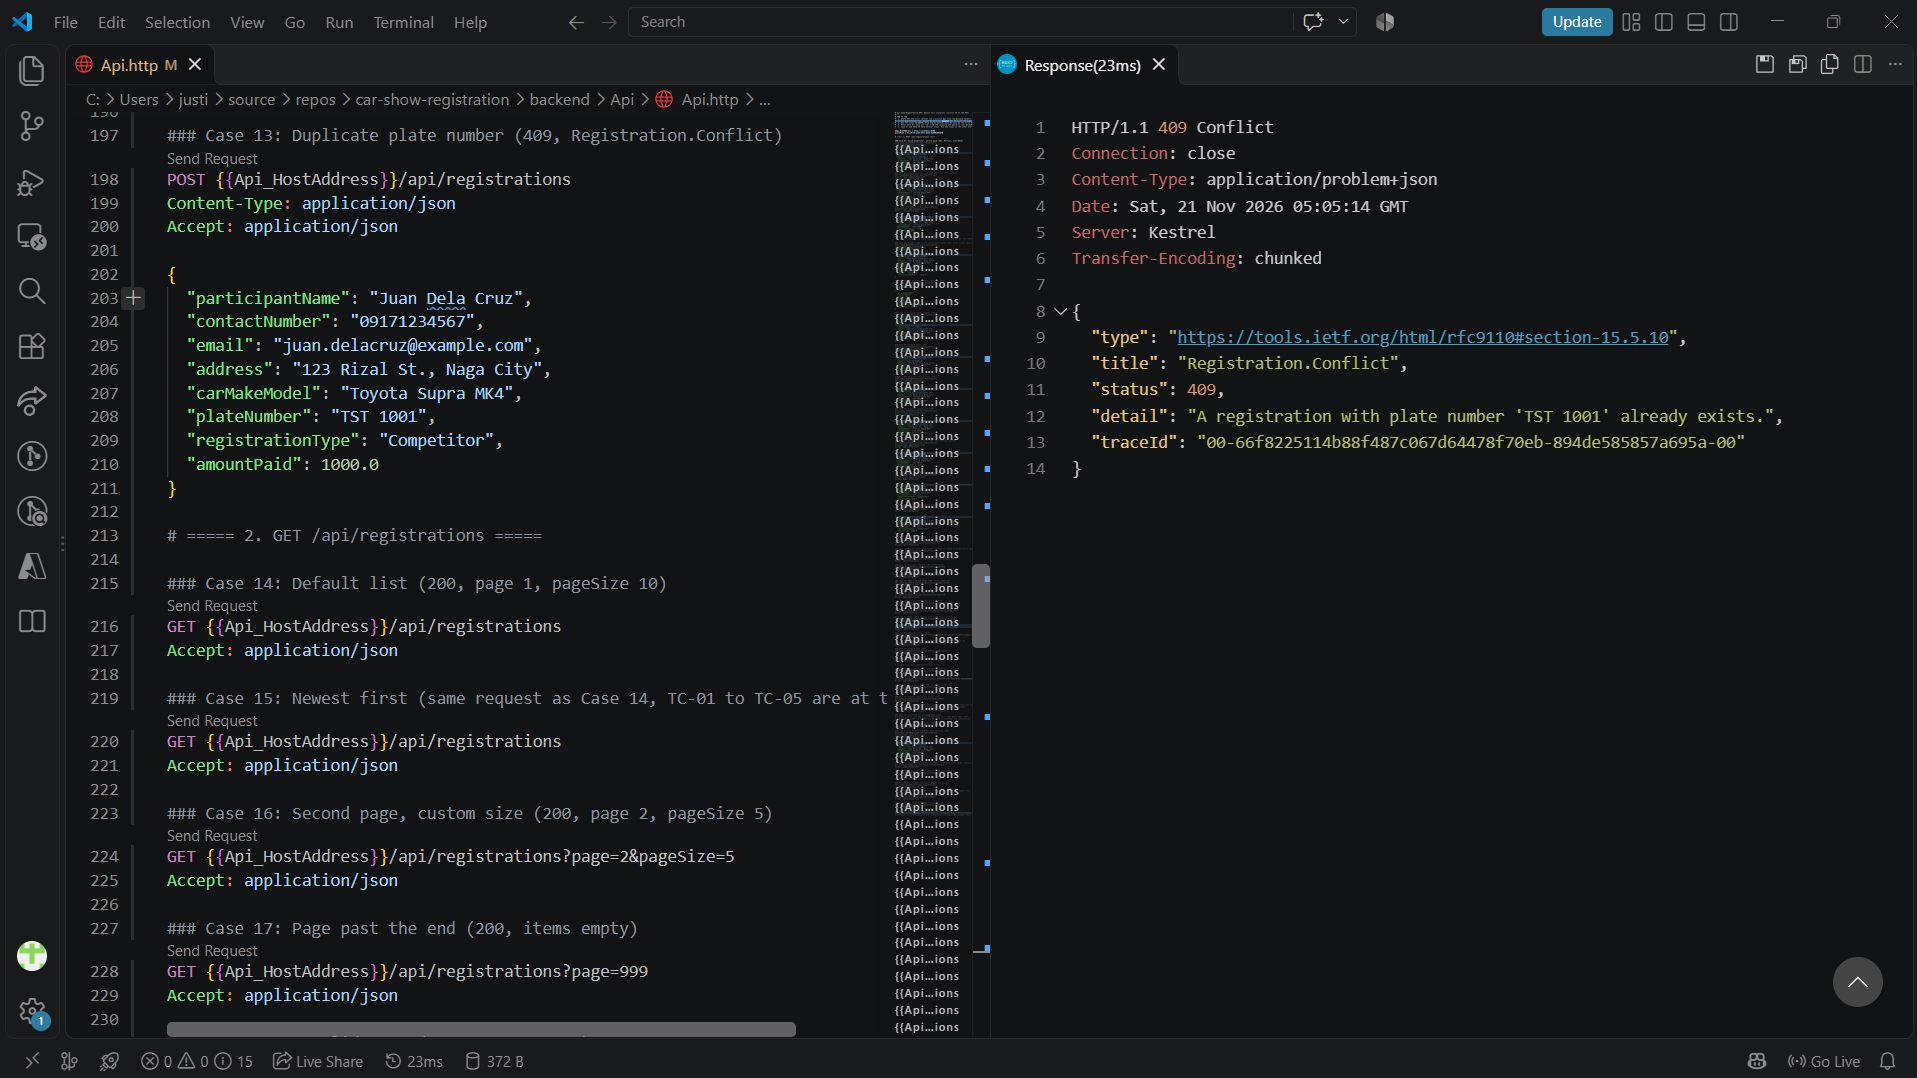 File Edit Selection View Go Run Terminal Help
Search
Update
Api.http M
Response(23ms)
C: > Users > justi > source > repos > car-show-registration > backend > Api > Api.http > ...
196
197 ### Case 13: Duplicate plate number (409, Registration.Conflict)
Send Request
198 POST {{Api_HostAddress}}/api/registrations
199 Content-Type: application/json
200 Accept: application/json
201
202 {
203 "participantName": "Juan Dela Cruz",
204 "contactNumber": "09171234567",
205 "email": "juan.delacruz@example.com",
206 "address": "123 Rizal St., Naga City",
207 "carMakeModel": "Toyota Supra MK4",
208 "plateNumber": "TST 1001",
209 "registrationType": "Competitor",
210 "amountPaid": 1000.0
211 }
212
213 # ===== 2. GET /api/registrations =====
214
215 ### Case 14: Default list (200, page 1, pageSize 10)
Send Request
216 GET {{Api_HostAddress}}/api/registrations
217 Accept: application/json
218
219 ### Case 15: Newest first (same request as Case 14, TC-01 to TC-05 are at t
Send Request
220 GET {{Api_HostAddress}}/api/registrations
221 Accept: application/json
222
223 ### Case 16: Second page, custom size (200, page 2, pageSize 5)
Send Request
224 GET {{Api_HostAddress}}/api/registrations?page=2&pageSize=5
225 Accept: application/json
226
227 ### Case 17: Page past the end (200, items empty)
Send Request
228 GET {{Api_HostAddress}}/api/registrations?page=999
229 Accept: application/json
230
1 HTTP/1.1 409 Conflict
2 Connection: close
3 Content-Type: application/problem+json
4 Date: Sat, 21 Nov 2026 05:05:14 GMT
5 Server: Kestrel
6 Transfer-Encoding: chunked
7
8 {
9 "type": "https://tools.ietf.org/html/rfc9110#section-15.5.10",
10 "title": "Registration.Conflict",
11 "status": 409,
12 "detail": "A registration with plate number 'TST 1001' already exists.",
13 "traceId": "00-66f8225114b88f487c067d64478f70eb-894de585857a695a-00"
14 }
1
0 0 15 Live Share 23ms 372 B
Go Live